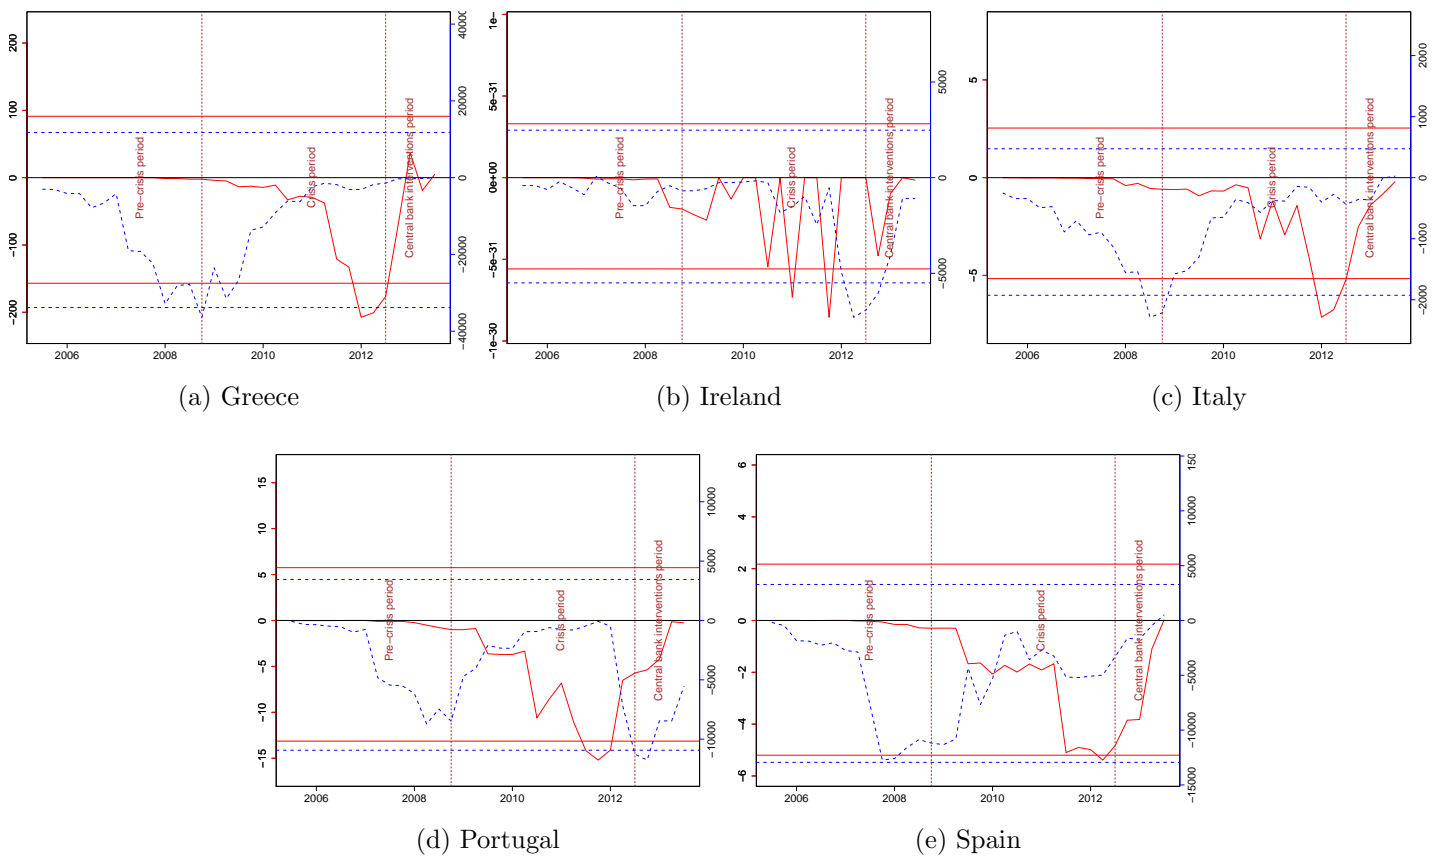 200
100
0
−100
−200
40000
20000
0
−20000
−40000
Pre−crisis period
Crisis period
Central bank interventions period
2006
2008
2010
2012
(a) Greece
1e−
5e−31
0e+00
−5e−31
−1e−30
5000
0
−5000
Pre−crisis period
Crisis period
Central bank interventions period
2006
2008
2010
2012
(b) Ireland
5
0
−5
2000
1000
0
−1000
−2000
Pre−crisis period
Crisis period
Central bank interventions period
2006
2008
2010
2012
(c) Italy
15
10
5
0
−5
−10
−15
10000
5000
0
−5000
−10000
Pre−crisis period
Crisis period
Central bank interventions period
2006
2008
2010
2012
(d) Portugal
6
4
2
0
−2
−4
−6
150
10000
5000
0
−5000
−10000
−15000
Pre−crisis period
Crisis period
Central bank interventions period
2006
2008
2010
2012
(e) Spain